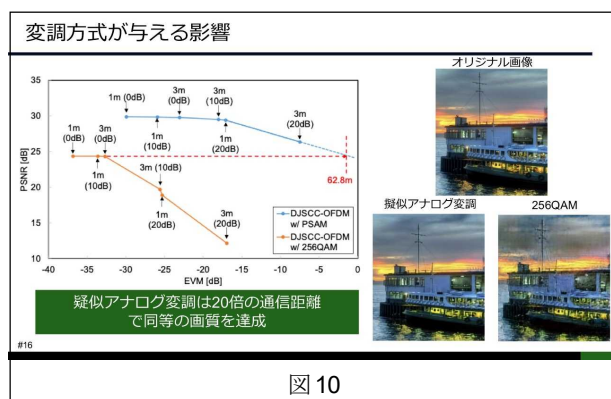 変調方式が与える影響
オリジナル画像
35
30
25
20
15
10
PSNR [dB]
1m (0dB)
3m
(0dB)
3m
(10dB)
3m
(20dB)
1m
(10dB)
1m
(20dB)
1m
(0dB)
3m
(0dB)
1m
(10dB)
3m (10dB)
1m
(20dB)
3m
(20dB)
62.8m
DJSCC-OFDM
w/ PSAM
DJSCC-OFDM
w/ 256QAM
-40 -35 -30 -25 -20 -15 -10 -5 0
EVM [dB]
擬似アナログ変調
256QAM
疑似アナログ変調は20倍の通信距離
で同等の画質を達成
#16
図 10